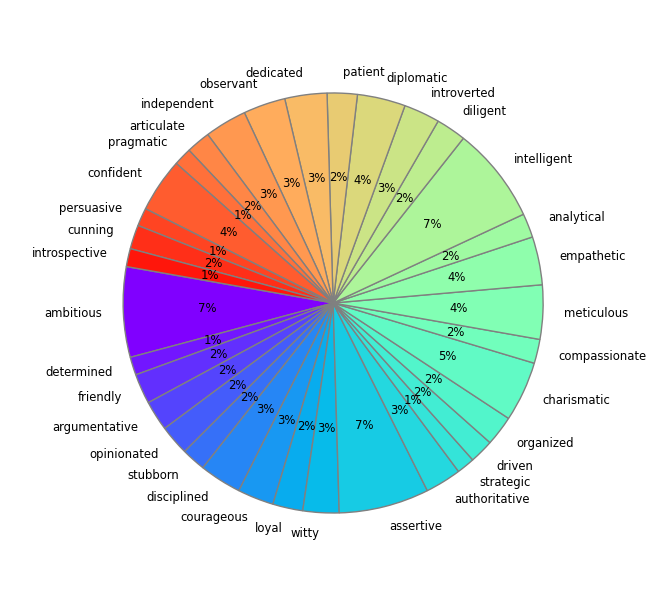 patient
2%
diplomatic
4%
introverted
3%
diligent
2%
intelligent
7%
analytical
2%
empathetic
4%
meticulous
4%
compassionate
2%
charismatic
5%
organized
2%
driven
2%
strategic
1%
authoritative
3%
assertive
7%
witty
3%
loyal
2%
courageous
3%
disciplined
3%
stubborn
2%
opinionated
2%
argumentative
2%
friendly
2%
determined
1%
ambitious
7%
introspective
1%
cunning
2%
persuasive
1%
confident
4%
pragmatic
1%
articulate
2%
independent
3%
observant
3%
dedicated
3%